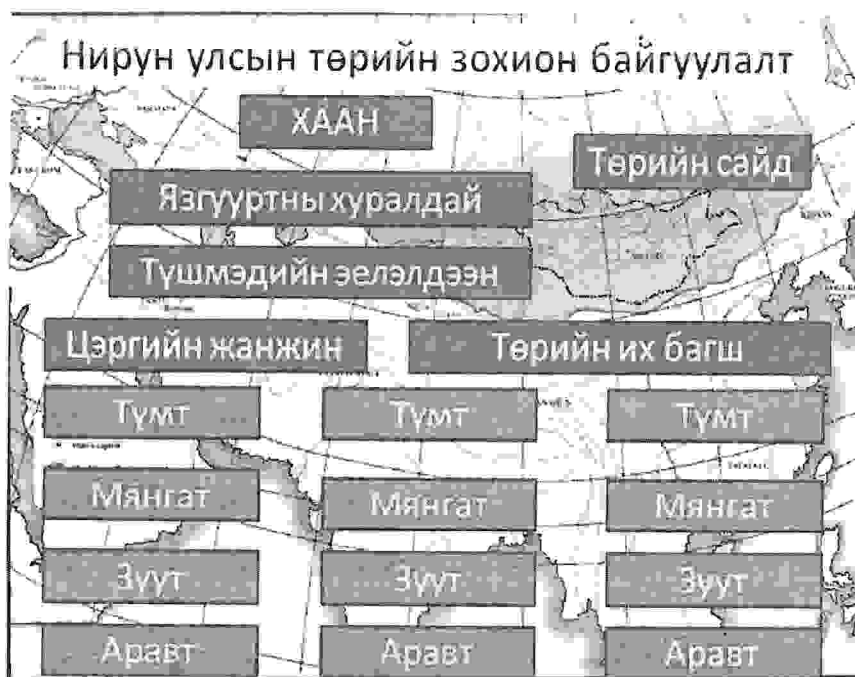 Нирун улсын төрийн зохион байгуулалт
ХААН
Төрийн сайд
Язгууртны хуралдай
Түшмэдийн эелэлдээн
Цэргийн жанжин
Төрийн их багш
Түмт
Түмт
Түмт
Мянгат
Мянгат
Мянгат
Зуут
Зуут
Зуут
Аравт
Аравт
Аравт